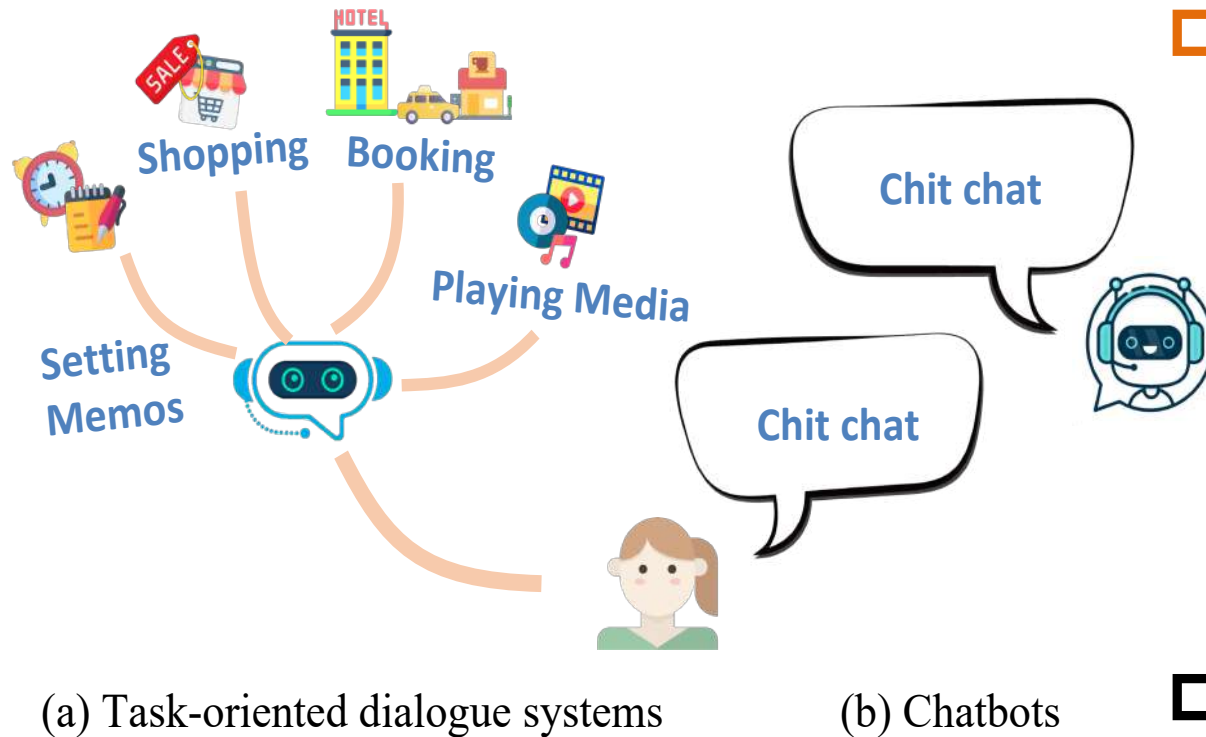 HOTEL
SALE
Shopping
Booking
Chit chat
Playing Media
Setting
Memos
Chit chat
(a) Task-oriented dialogue systems
(b) Chatbots